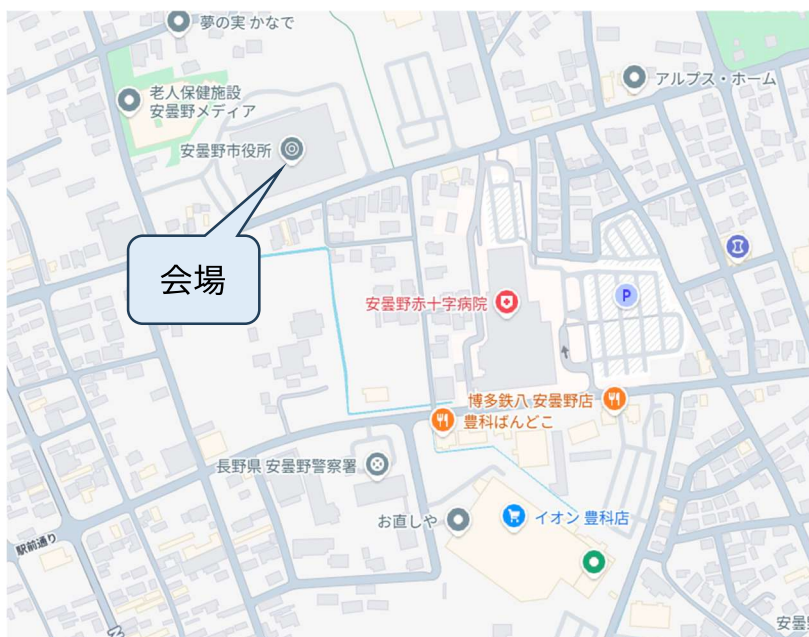 夢の実 かなで
アルプス・ホーム
老人保健施設
安曇野メディア
安曇野市役所
会場
P
安曇野赤十字病院
博多鉄八 安曇野店
豊科ばんどこ
長野県 安曇野警察署
お直しや
イオン 豊科店
駅前通り